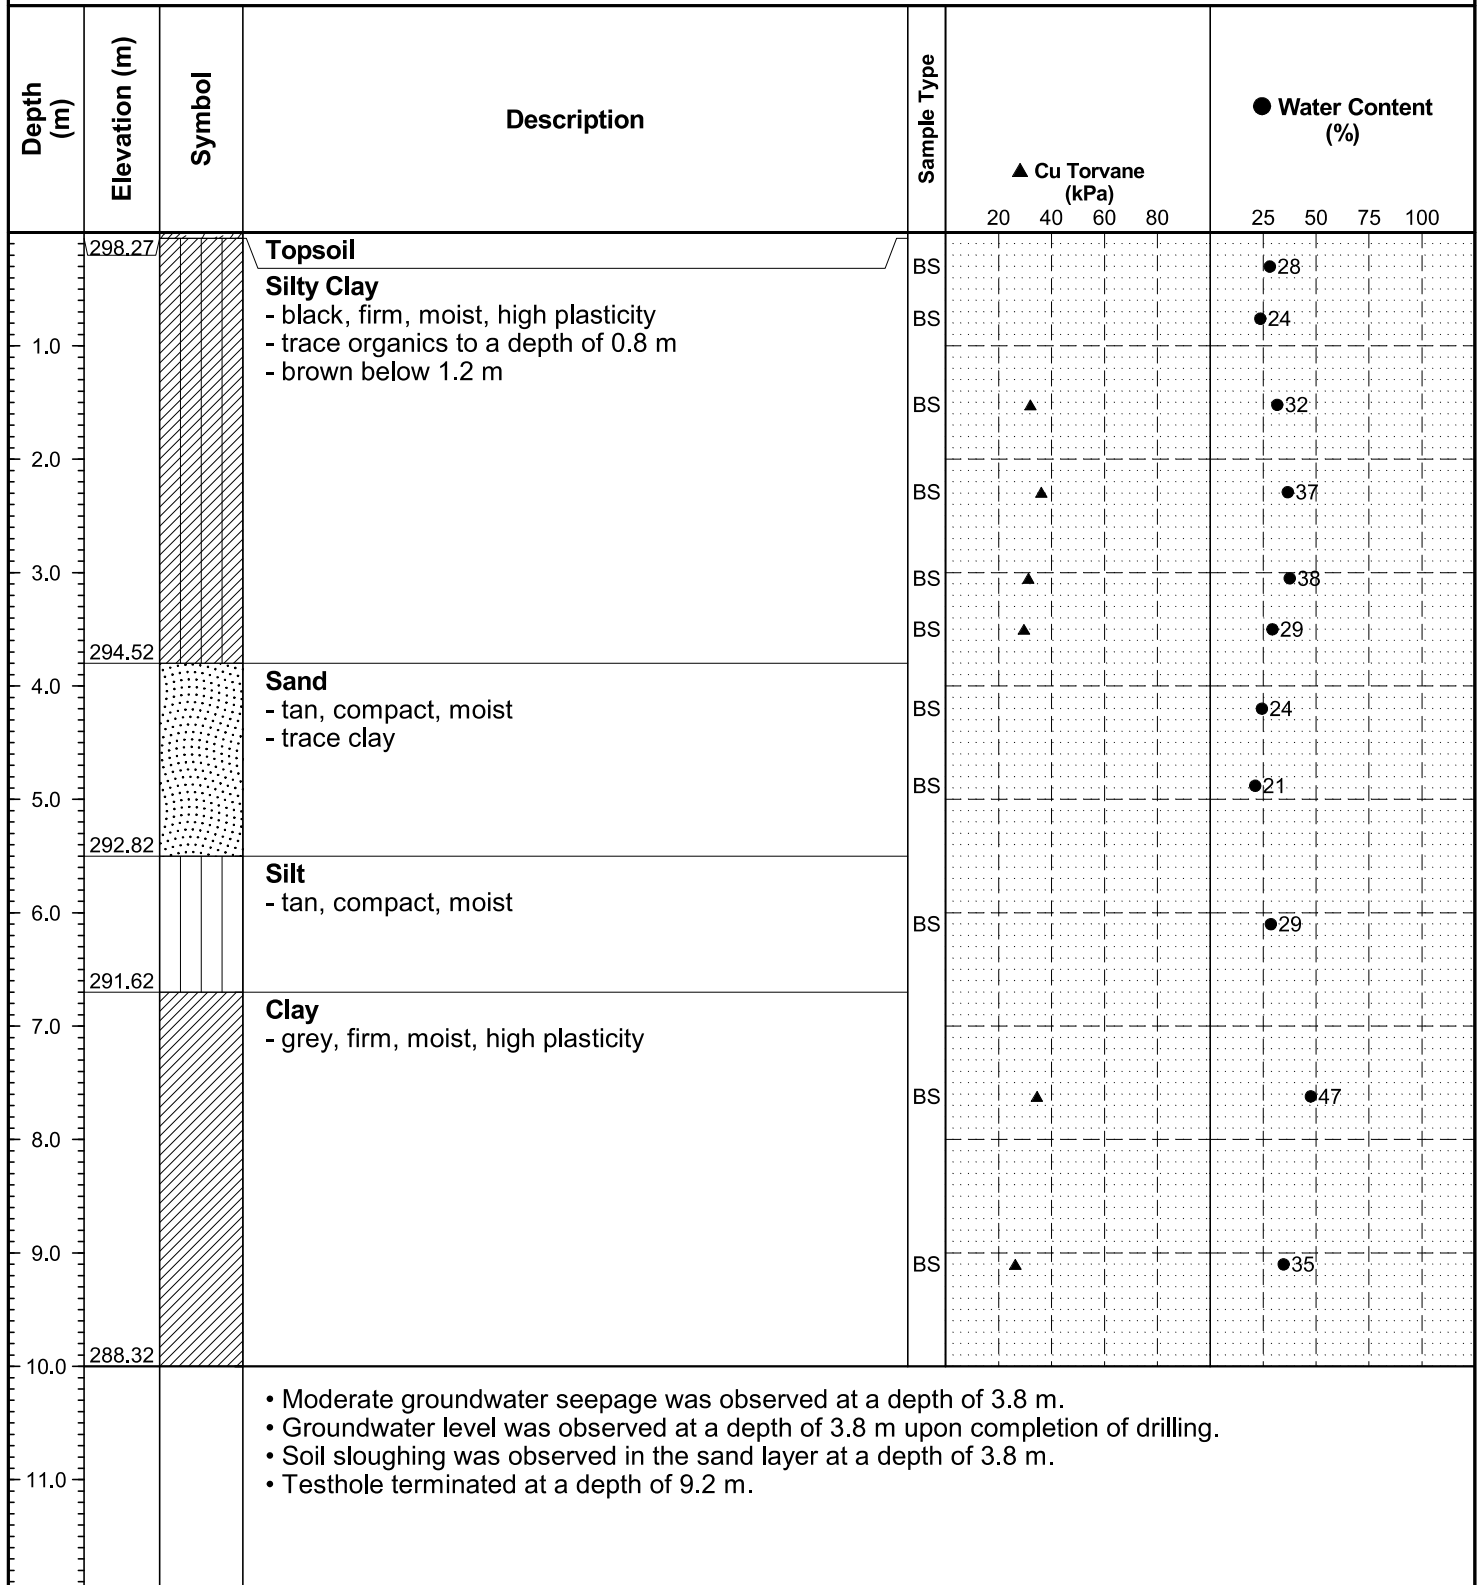 Depth
(m)
Elevation (m)
Symbol
Description
Sample Type
▲ Cu Torvane
(kPa)
20 40 60 80
● Water Content
(%)
25 50 75 100
298.27
Topsoil
BS
28
Silty Clay
- black, firm, moist, high plasticity
BS
24
1.0
- trace organics to a depth of 0.8 m
- brown below 1.2 m
BS
32
2.0
BS
37
3.0
BS
38
BS
29
294.52
4.0
Sand
- tan, compact, moist
BS
24
- trace clay
BS
21
5.0
292.82
Silt
- tan, compact, moist
6.0
BS
29
291.62
Clay
7.0
- grey, firm, moist, high plasticity
BS
47
8.0
9.0
BS
35
288.32
10.0
• Moderate groundwater seepage was observed at a depth of 3.8 m.
• Groundwater level was observed at a depth of 3.8 m upon completion of drilling.
• Soil sloughing was observed in the sand layer at a depth of 3.8 m.
11.0
• Testhole terminated at a depth of 9.2 m.